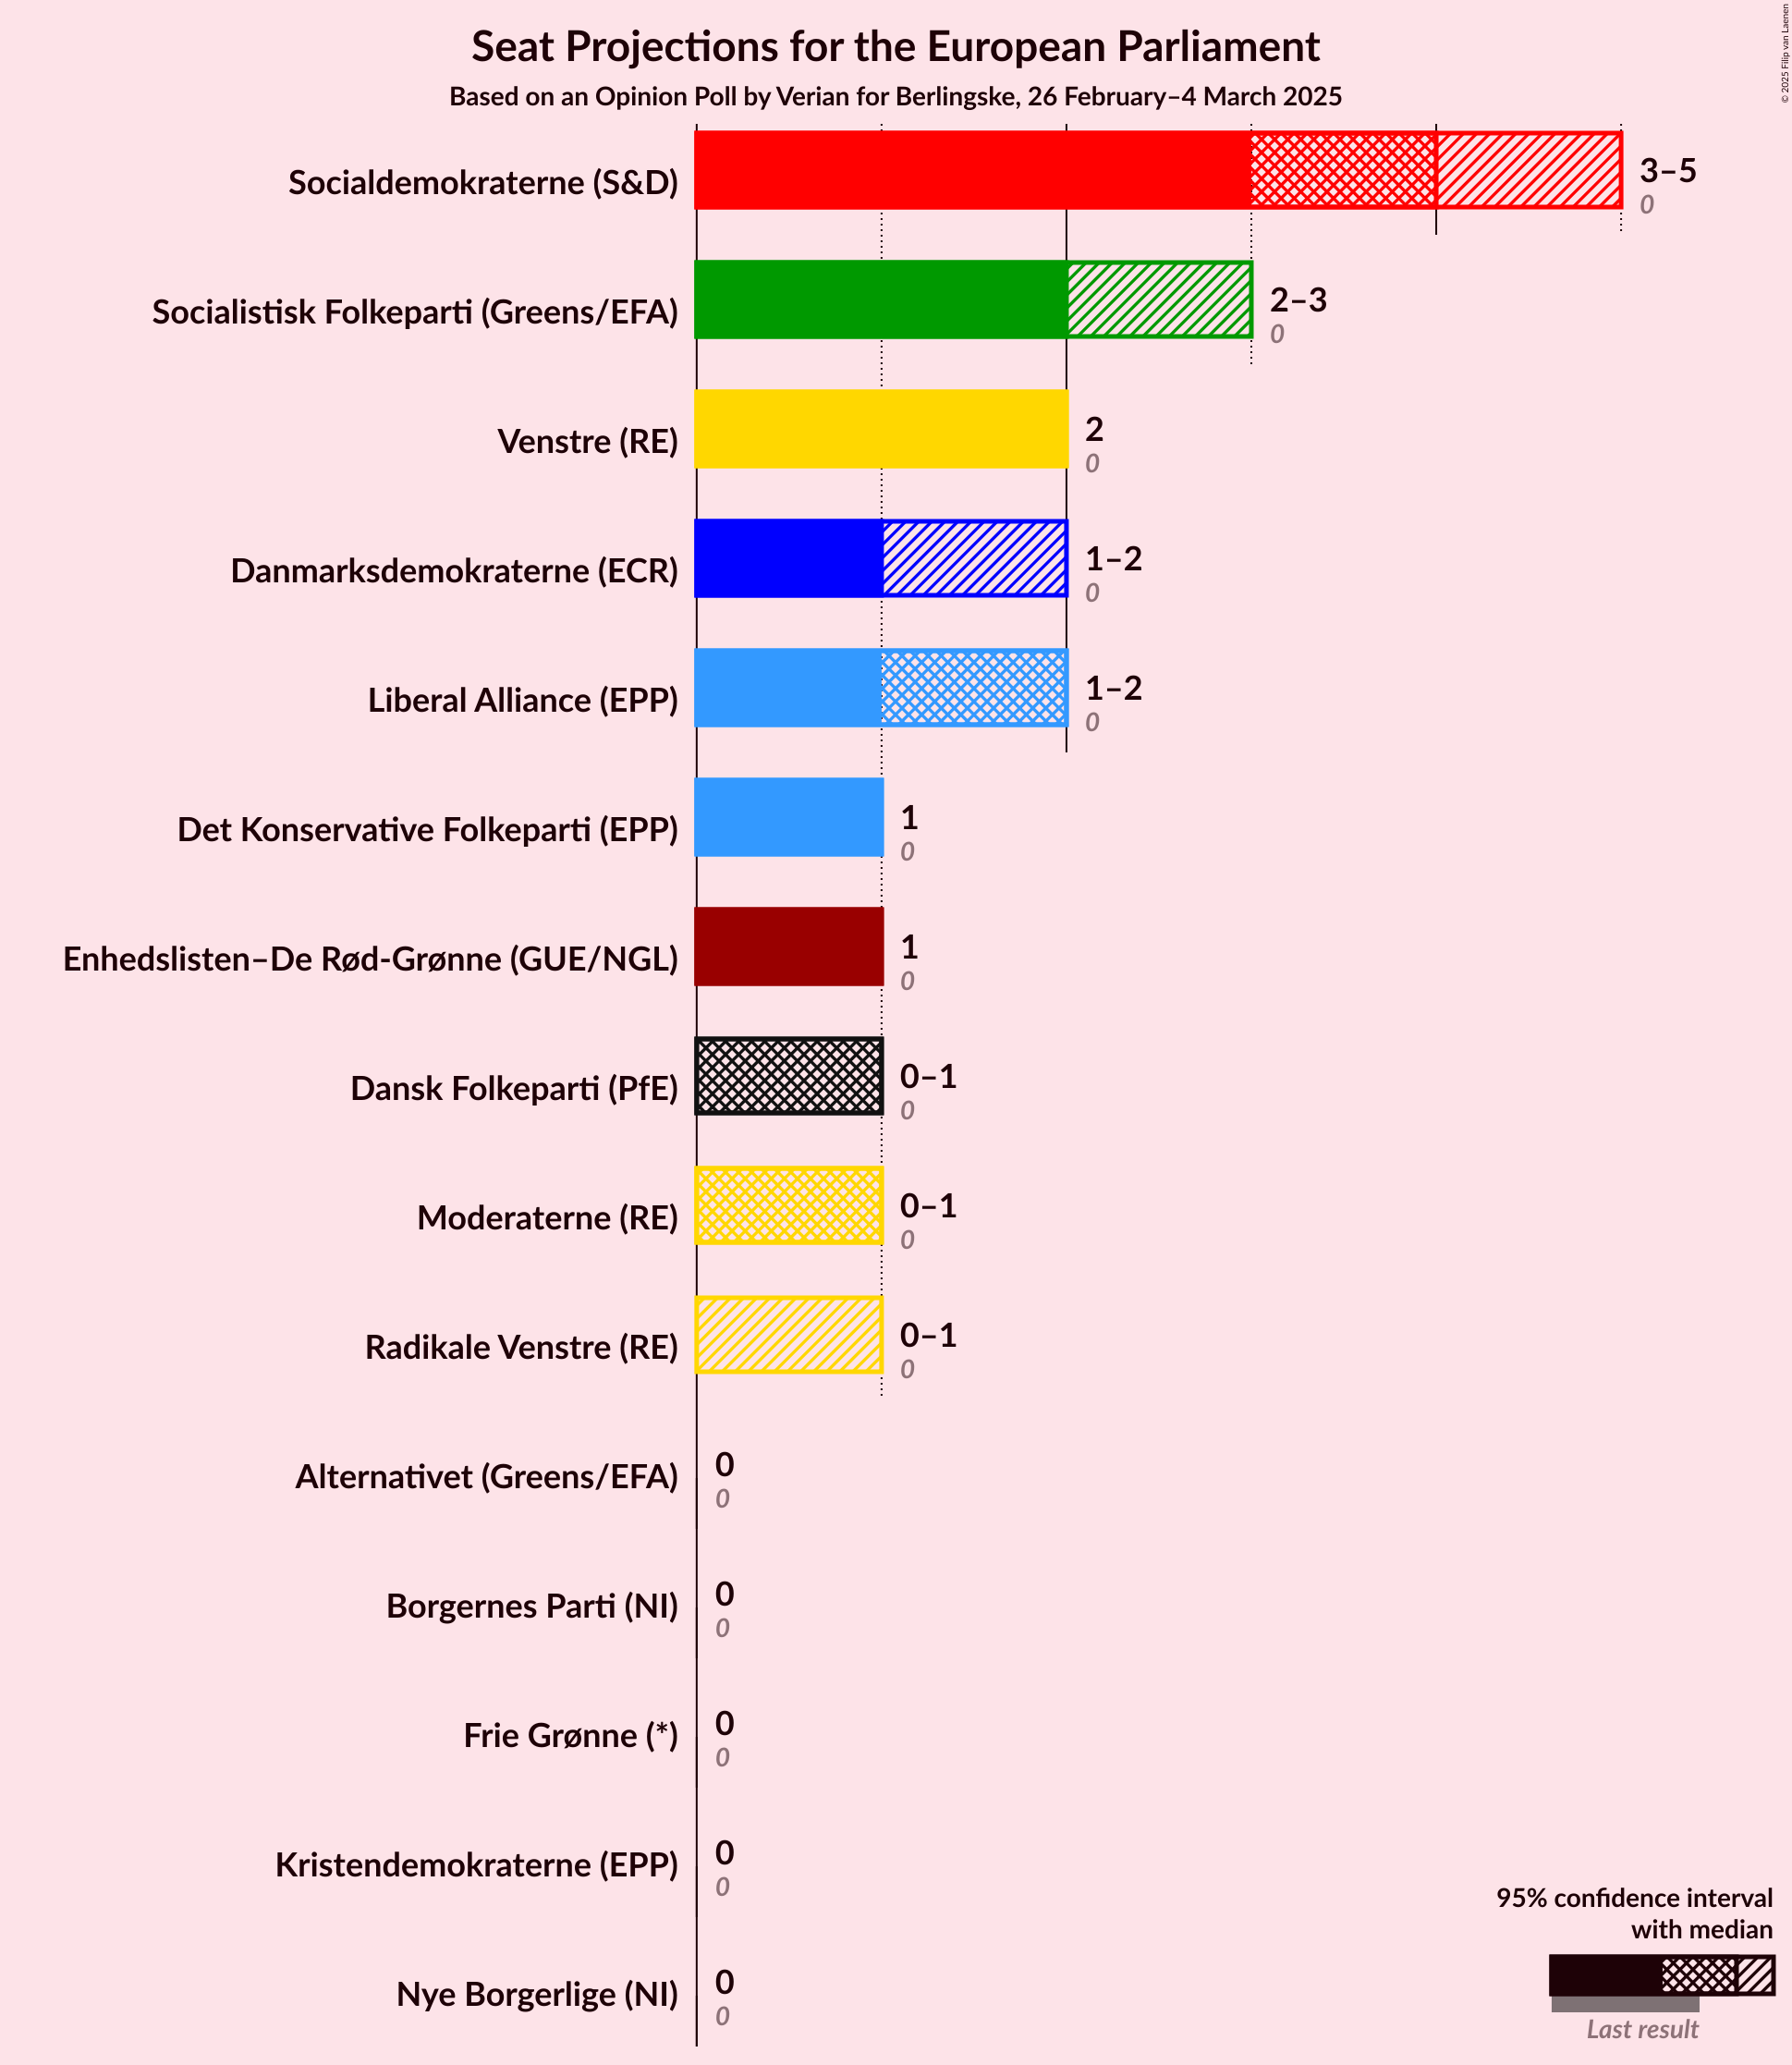 Seat Projections for the European Parliament
Based on an Opinion Poll by Verian for Berlingske, 26 February–4 March 2025
© 2025 Filip van Laenen
Socialdemokraterne (S&D)
3–5
0
Socialistisk Folkeparti (Greens/EFA)
2–3
0
Venstre (RE)
2
0
Danmarksdemokraterne (ECR)
1–2
0
Liberal Alliance (EPP)
1–2
0
Det Konservative Folkeparti (EPP)
1
0
Enhedslisten–De Rød-Grønne (GUE/NGL)
1
0
Dansk Folkeparti (PfE)
0–1
0
Moderaterne (RE)
0–1
0
Radikale Venstre (RE)
0–1
0
Alternativet (Greens/EFA)
0
0
Borgernes Parti (NI)
0
0
Frie Grønne (*)
0
0
Kristendemokraterne (EPP)
0
0
Nye Borgerlige (NI)
0
0
95% confidence interval
with median
Last result